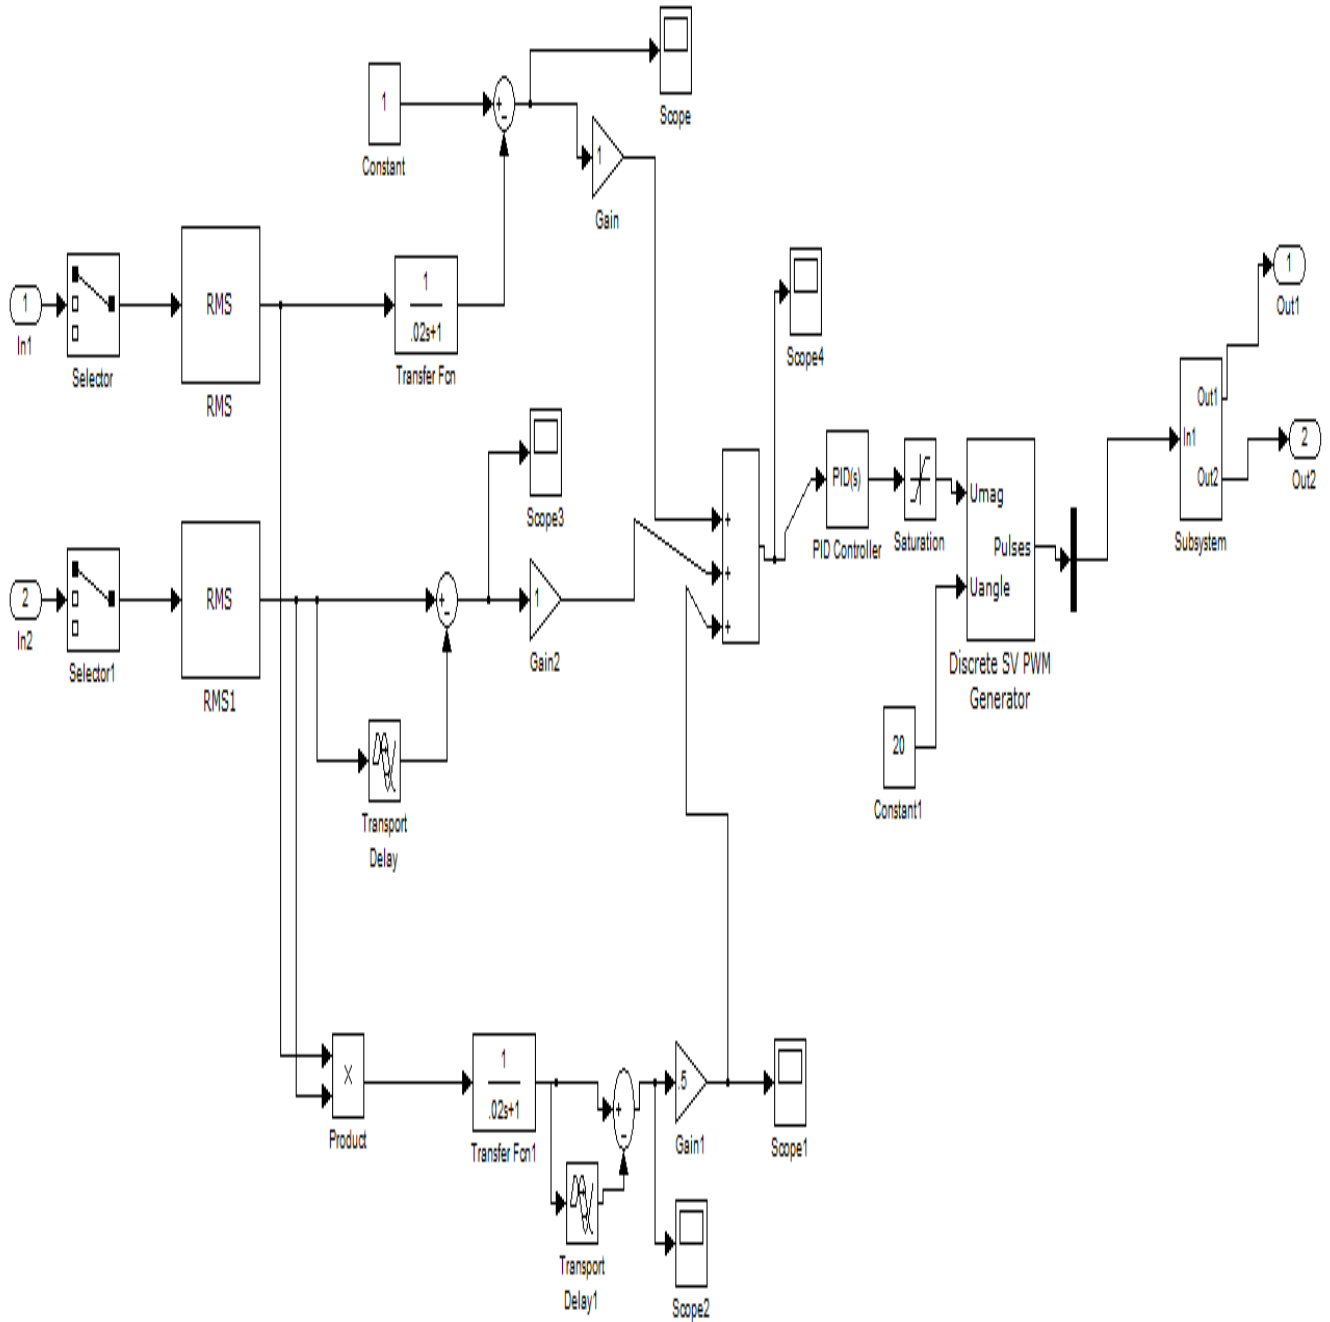 Scope
1
Constant
1
Gain
1
In1
Selector
RMS
RMS
1
.02s+1
Transfer Fcn
Scope4
1
Out1
Out1
In1
Out2
Subsystem
2
Out2
Scope3
PID(s)
PID Controller
Saturation
Umag
Pulses
Uangle
Discrete SV PWM
Generator
2
In2
Selector1
RMS
RMS1
1
Gain2
Transport
Delay
20
Constant1
Product
1
.02s+1
Transfer Fcn1
.5
Gain1
Scope1
Transport
Delay1
Scope2